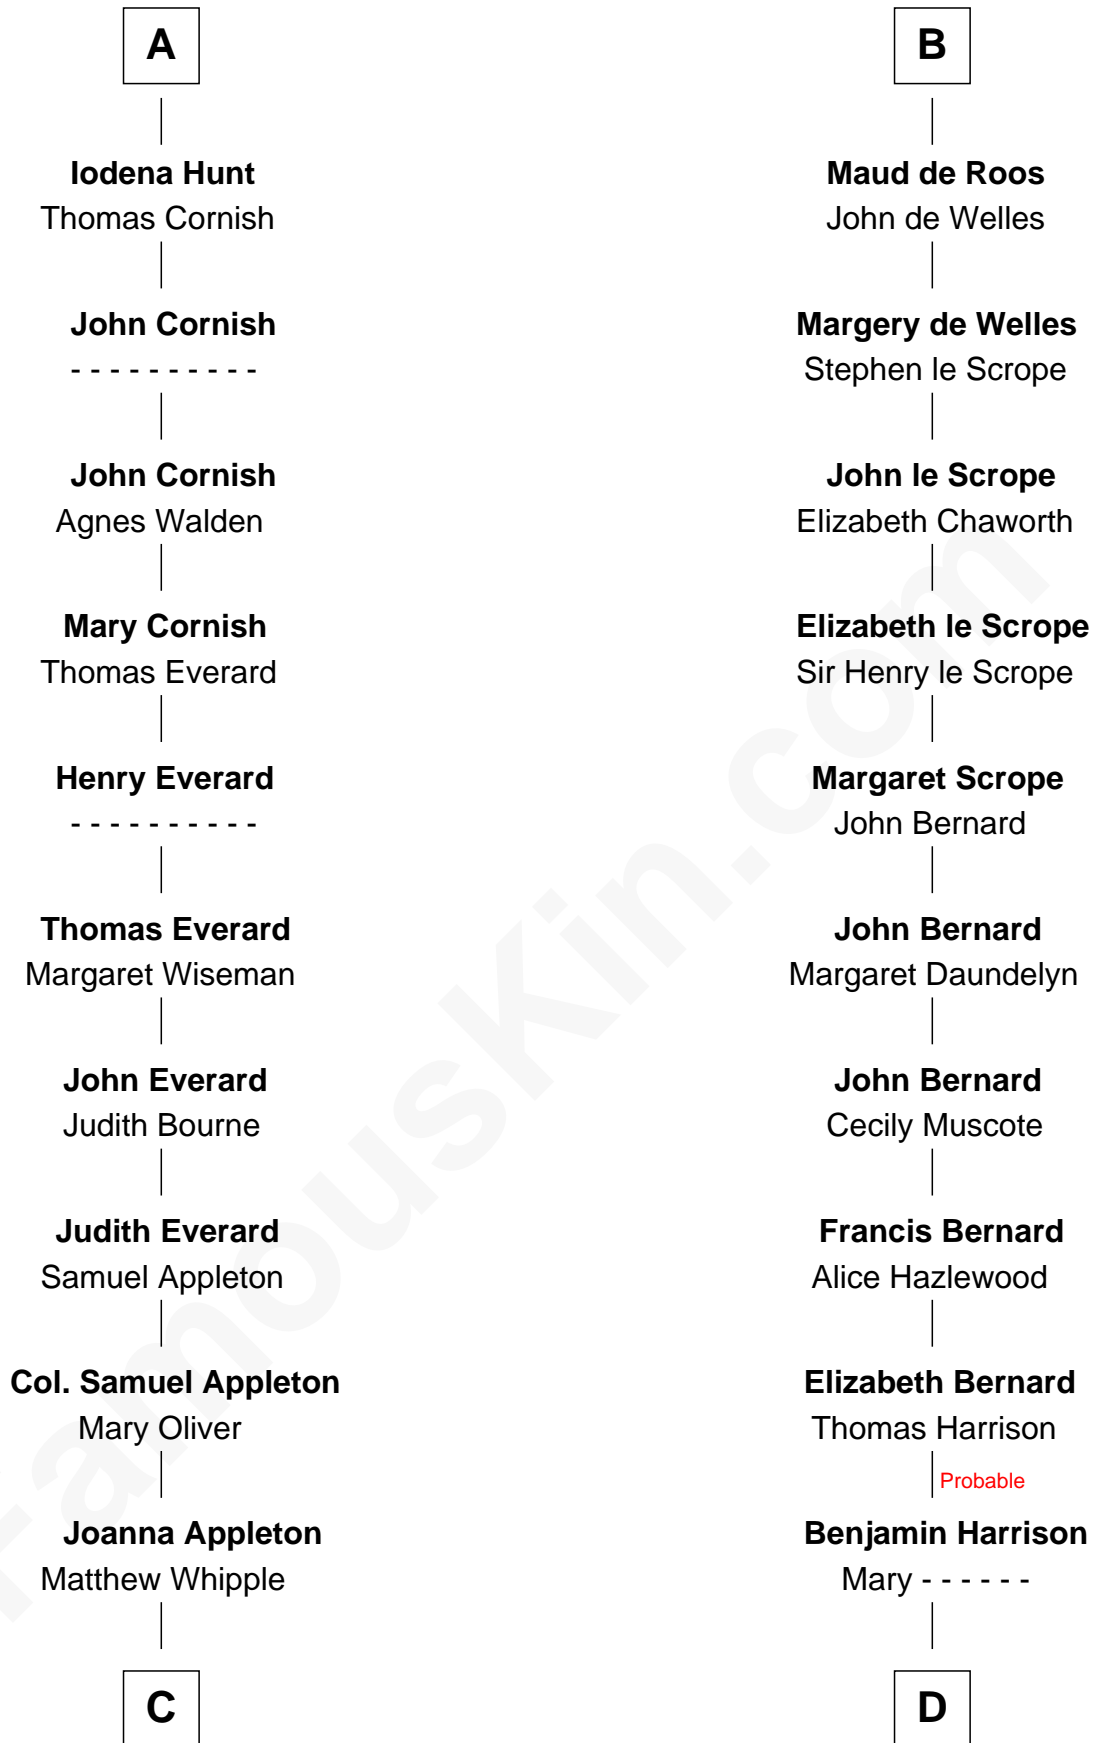 A
Iodena Hunt
Thomas Cornish
John Cornish
- - - - - - - - - -
John Cornish
Agnes Walden
Mary Cornish
Thomas Everard
Henry Everard
- - - - - - - - - -
Thomas Everard
Margaret Wiseman
John Everard
Judith Bourne
Judith Everard
Samuel Appleton
Col. Samuel Appleton
Mary Oliver
Joanna Appleton
Matthew Whipple
C
B
Maud de Roos
John de Welles
Margery de Welles
Stephen le Scrope
John le Scrope
Elizabeth Chaworth
Elizabeth le Scrope
Sir Henry le Scrope
Margaret Scrope
John Bernard
John Bernard
Margaret Daundelyn
John Bernard
Cecily Muscote
Francis Bernard
Alice Hazlewood
Elizabeth Bernard
Thomas Harrison
Probable
Benjamin Harrison
Mary - - - - - -
D
FamousKin.com